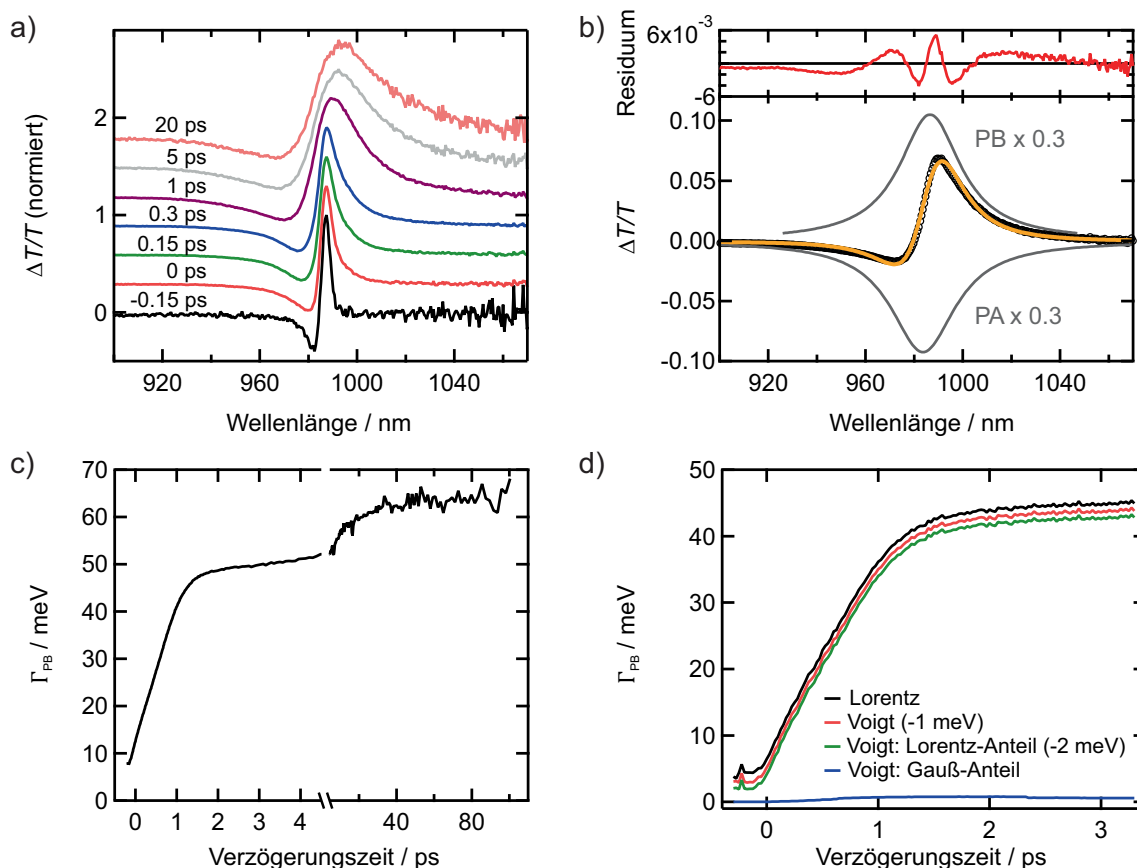 a)
ΔT/T (normiert)
2
1
0
20 ps
5 ps
1 ps
0.3 ps
0.15 ps
0 ps
-0.15 ps
920
960
1000
1040
Wellenlänge / nm
b)
Residuum
6x10⁻³
-6
0.10
0.05
0.00
-0.05
-0.10
ΔT/T
PB x 0.3
PA x 0.3
920
960
1000
1040
Wellenlänge / nm
c)
Γ_PB / meV
70
60
50
40
30
20
10
0
0
1
2
3
4
40
80
Verzögerungszeit / ps
d)
Γ_PB / meV
50
40
30
20
10
0
Lorentz
Voigt (-1 meV)
Voigt: Lorentz-Anteil (-2 meV)
Voigt: Gauß-Anteil
0
1
2
3
Verzögerungszeit / ps